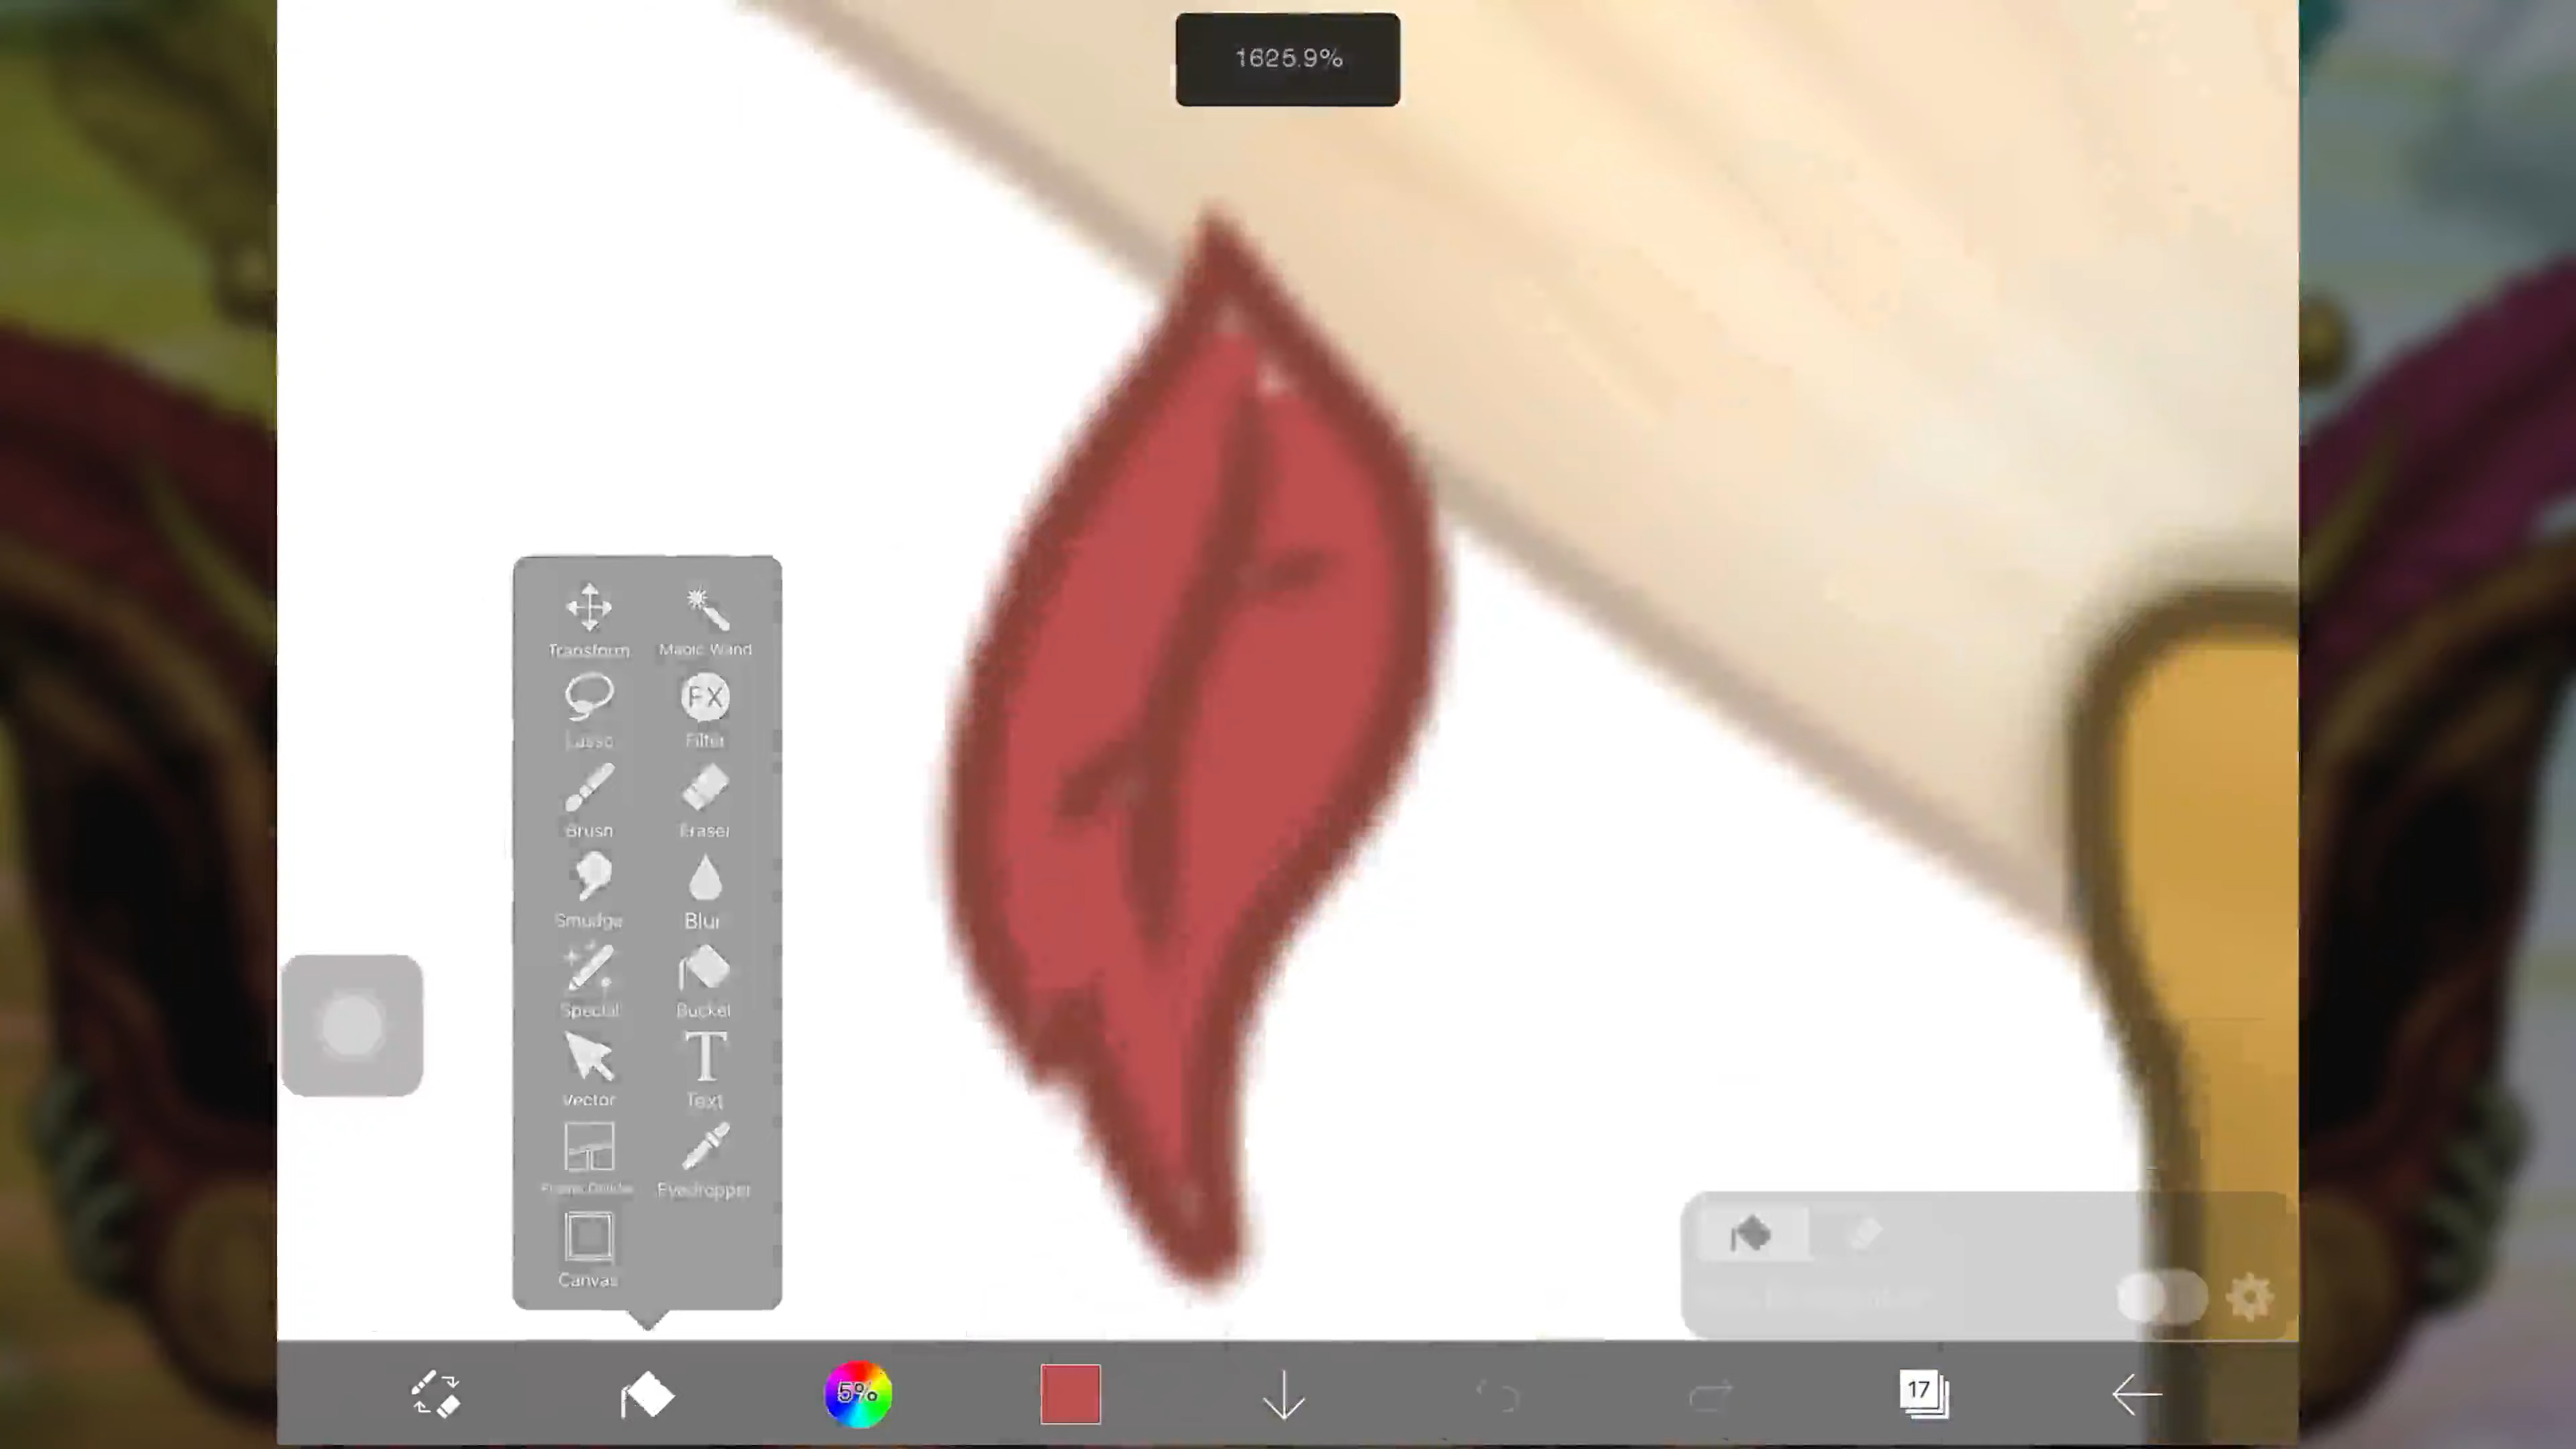 1625.9%
Transform Magic Wand
Lasso FX Filter
Brush Eraser
Smudge Blur
Special Bucket
Vector T Text
Eyedropper
Canvas
5% 17